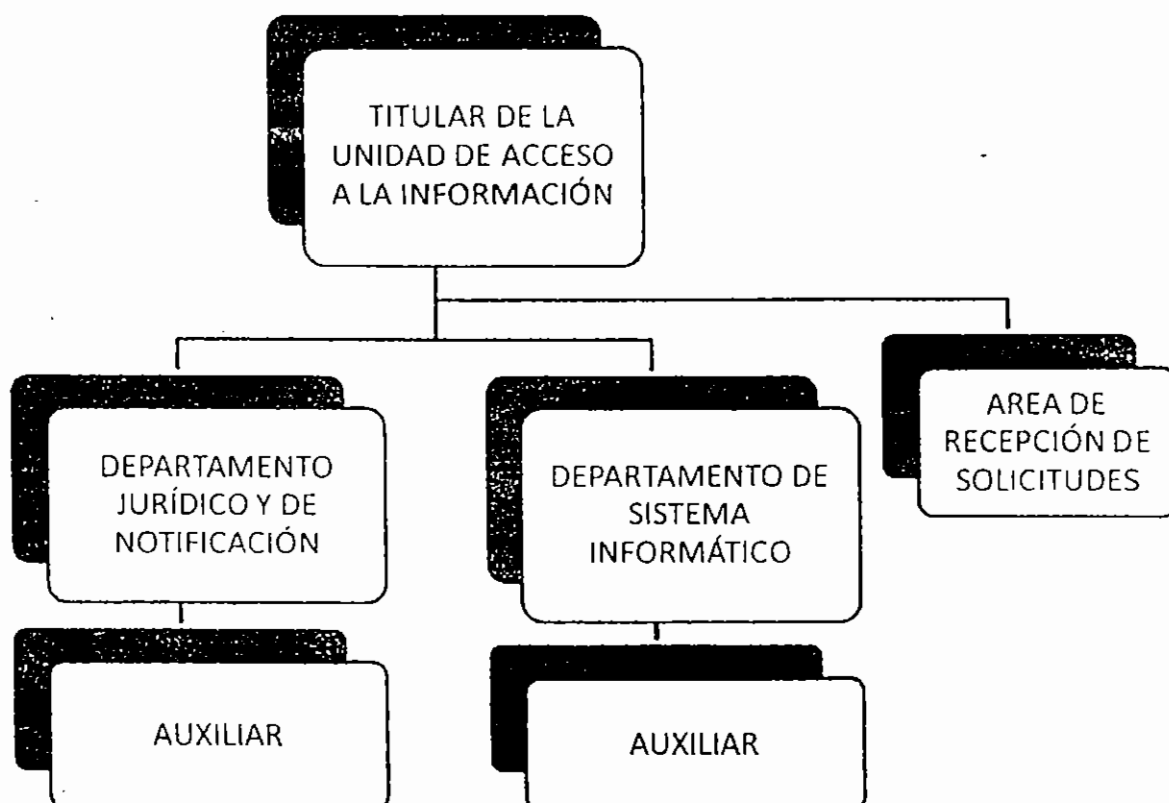 TITULAR DE LA
UNIDAD DE ACCESO
A LA INFORMACIÓN
AREA DE
RECEPCIÓN DE
SOLICITUDES
DEPARTAMENTO
JURÍDICO Y DE
NOTIFICACIÓN
DEPARTAMENTO DE
SISTEMA
INFORMÁTICO
AUXILIAR
AUXILIAR